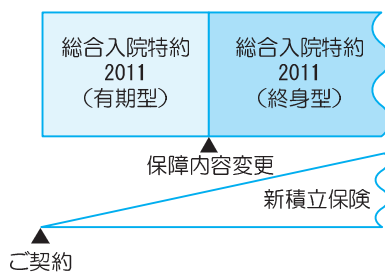 総合入院特約
2011
（有期型）
総合入院特約
2011
（終身型）
保障内容変更
新積立保険
ご契約